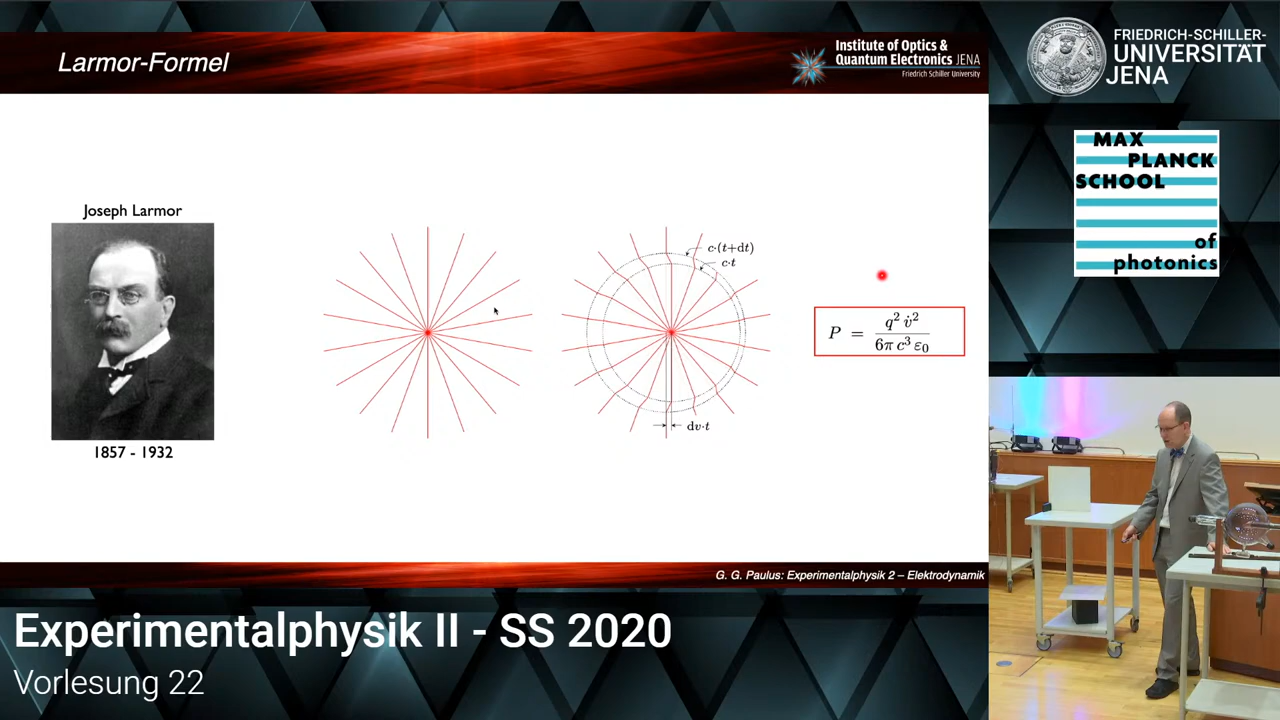 Larmor-Formel
Institute of Optics &
Quantum Electronics JENA
Friedrich Schiller University
FRIEDRICH-SCHILLER-
UNIVERSITÄT
JENA
MAX
PLANCK
SCHOOL
of
photonics
Joseph Larmor
1857 - 1932
c·(t+dt)
c·t
dv·t
P = q² v̇² / 6π c³ ε₀
G. G. Paulus: Experimentalphysik 2 – Elektrodynamik
Experimentalphysik II - SS 2020
Vorlesung 22